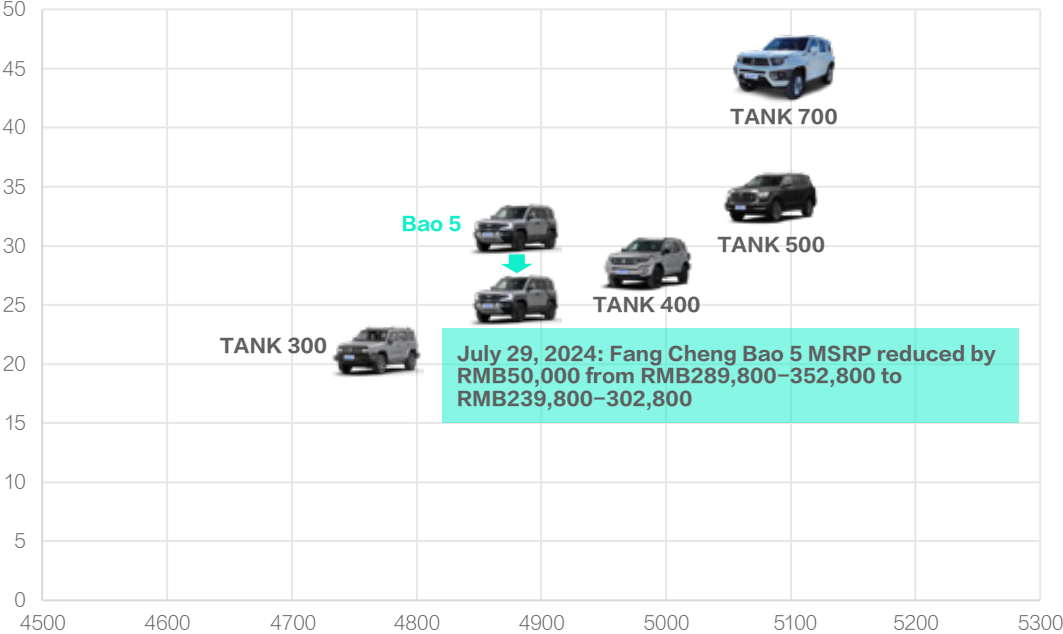 50
45
TANK 700
40
35
Bao 5
30
TANK 500
25
TANK 400
TANK 300
20
July 29, 2024: Fang Cheng Bao 5 MSRP reduced by
RMB50,000 from RMB289,800–352,800 to
RMB239,800–302,800
15
10
5
0
4500 4600 4700 4800 4900 5000 5100 5200 5300